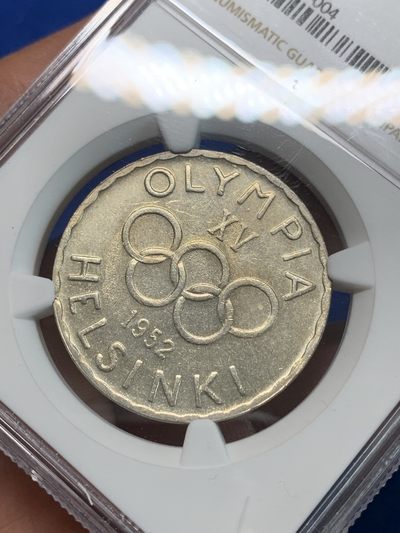 004
NUMISMATIC GUA
OLYMPIA
XV
1952
HELSINKI